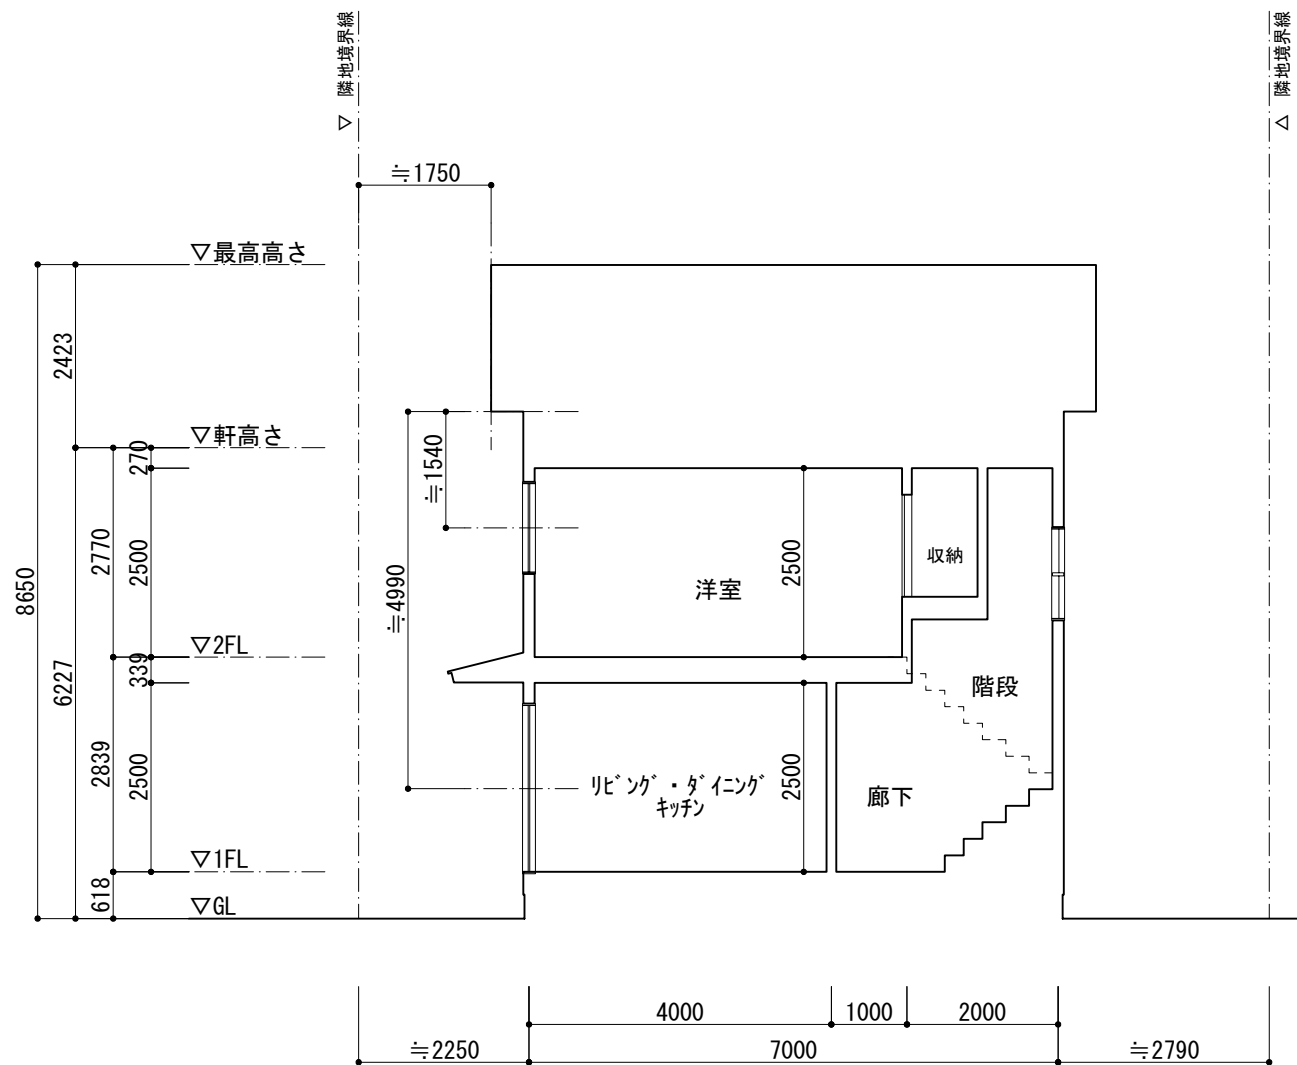 ▽ 隣地境界線
▽ 隣地境界線
≒1750
▽最高高さ
2423
▽軒高さ
270
≒1540
2770
2500
2500
収納
洋室
8650
≒4990
▽2FL
339
6227
階段
2839
2500
2500
リビング・ダイニング
キッチン
廊下
▽1FL
618
▽GL
4000
1000
2000
≒2250
7000
≒2790